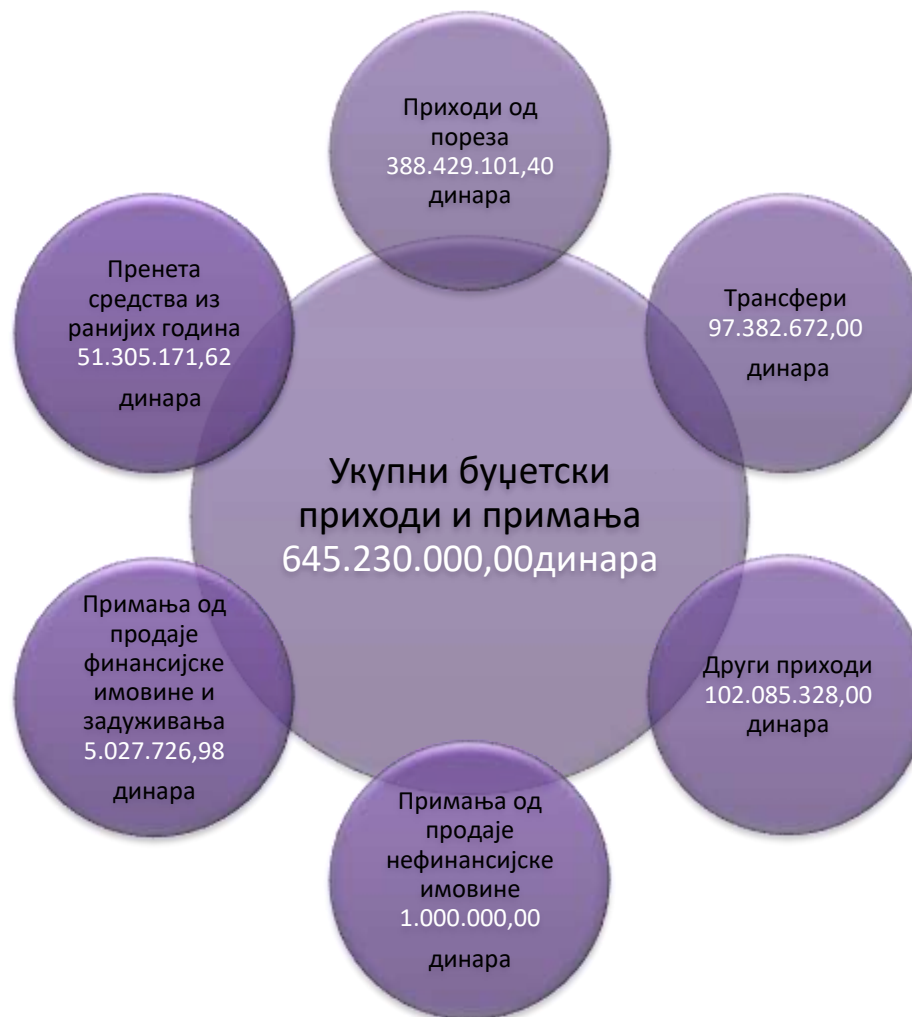 Приходи од
пореза
388.429.101,40
динара
Пренета
средства из
ранијих година
51.305.171,62
динара
Трансфери
97.382.672,00
динара
Укупни буџетски
приходи и примања
645.230.000,00динара
Примања од
продаје
финансијске
имовине и
задуживања
5.027.726,98
динара
Други приходи
102.085.328,00
динара
Примања од
продаје
нефинансијске
имовине
1.000.000,00
динара